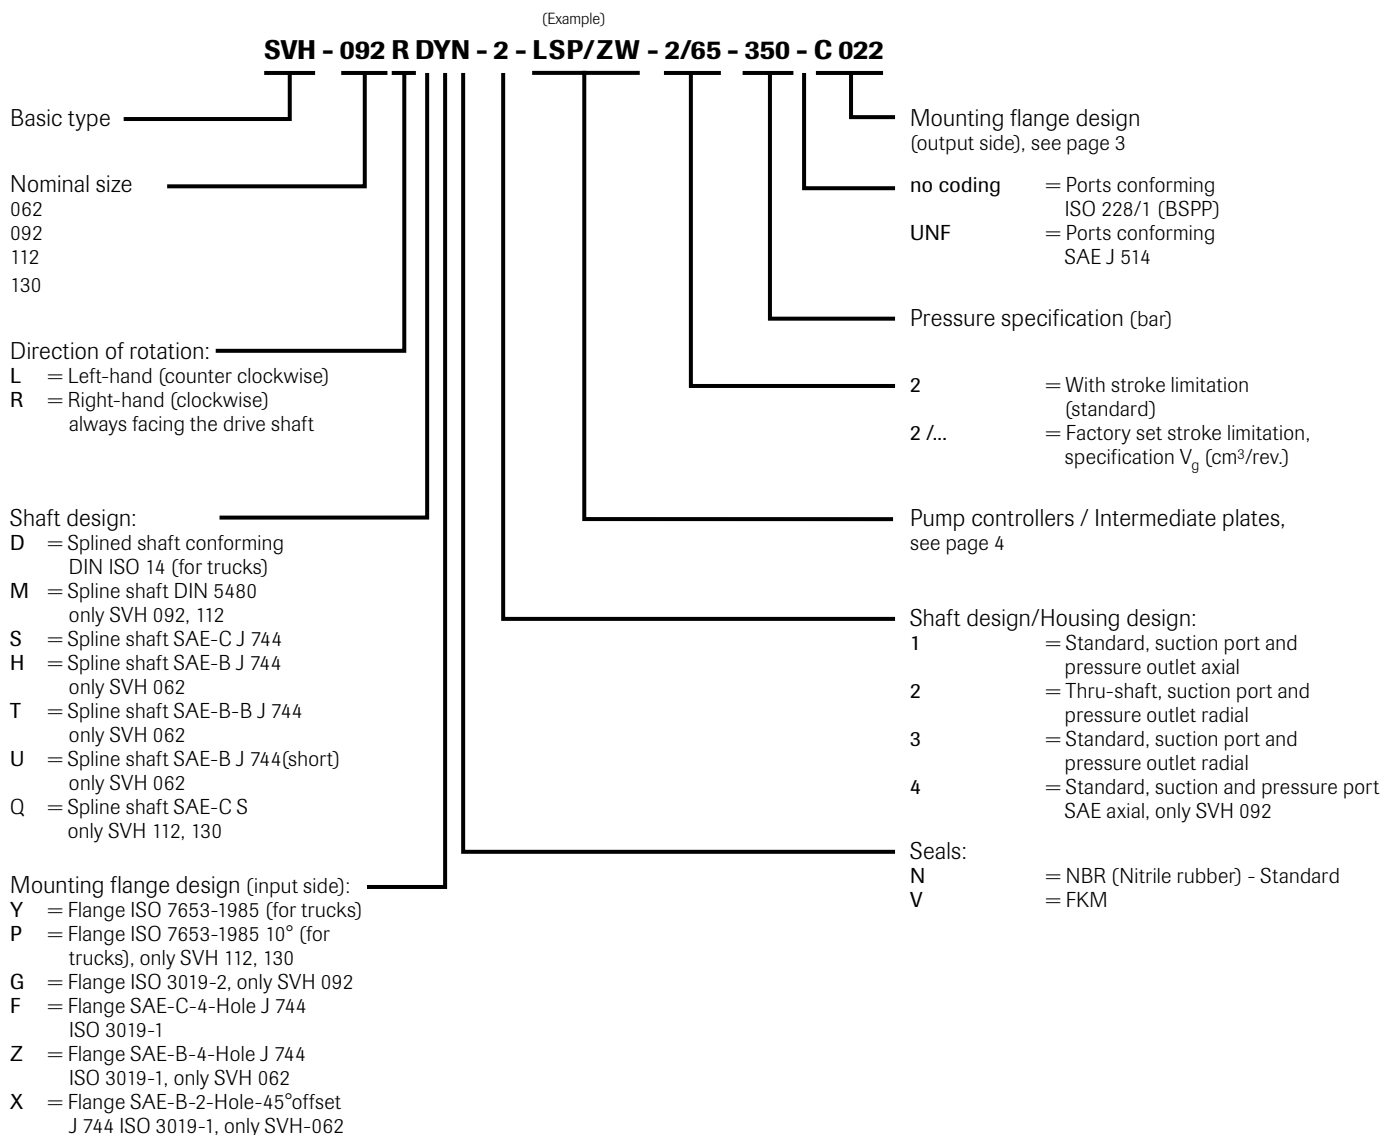 (Example)
SVH - 092 R DYN - 2 - LSP/ZW - 2/65 - 350 - C 022
Basic type
Nominal size
062
092
112
130
Direction of rotation:
L = Left-hand (counter clockwise)
R = Right-hand (clockwise)
always facing the drive shaft
Shaft design:
D = Splined shaft conforming
DIN ISO 14 (for trucks)
M = Spline shaft DIN 5480
only SVH 092, 112
S = Spline shaft SAE-C J 744
H = Spline shaft SAE-B J 744
only SVH 062
T = Spline shaft SAE-B-B J 744
only SVH 062
U = Spline shaft SAE-B J 744(short)
only SVH 062
Q = Spline shaft SAE-C S
only SVH 112, 130
Mounting flange design (input side):
Y = Flange ISO 7653-1985 (for trucks)
P = Flange ISO 7653-1985 10° (for
trucks), only SVH 112, 130
G = Flange ISO 3019-2, only SVH 092
F = Flange SAE-C-4-Hole J 744
ISO 3019-1
Z = Flange SAE-B-4-Hole J 744
ISO 3019-1, only SVH 062
X = Flange SAE-B-2-Hole-45°offset
J 744 ISO 3019-1, only SVH-062
Mounting flange design
(output side), see page 3
no coding = Ports conforming
ISO 228/1 (BSPP)
UNF = Ports conforming
SAE J 514
Pressure specification (bar)
2 = With stroke limitation
(standard)
2 /... = Factory set stroke limitation,
specification Vg (cm³/rev.)
Pump controllers / Intermediate plates,
see page 4
Shaft design/Housing design:
1 = Standard, suction port and
pressure outlet axial
2 = Thru-shaft, suction port and
pressure outlet radial
3 = Standard, suction port and
pressure outlet radial
4 = Standard, suction and pressure port
SAE axial, only SVH 092
Seals:
N = NBR (Nitrile rubber) - Standard
V = FKM